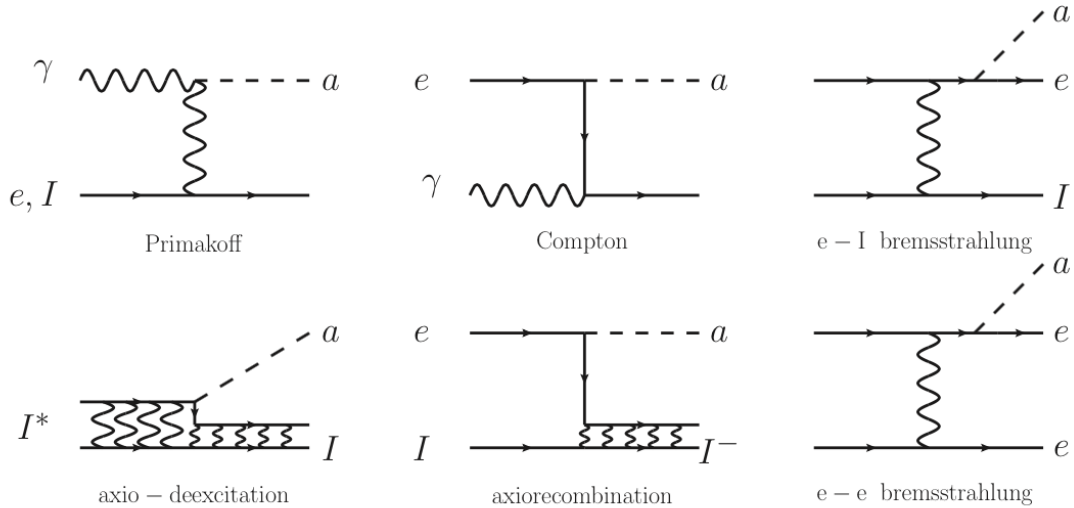 γ a
e, I
Primakoff
e a
γ
Compton
a
e
I
e − I bremsstrahlung
I* a
I
axio − deexcitation
e a
I I⁻
axiorecombination
a
e
e
e − e bremsstrahlung